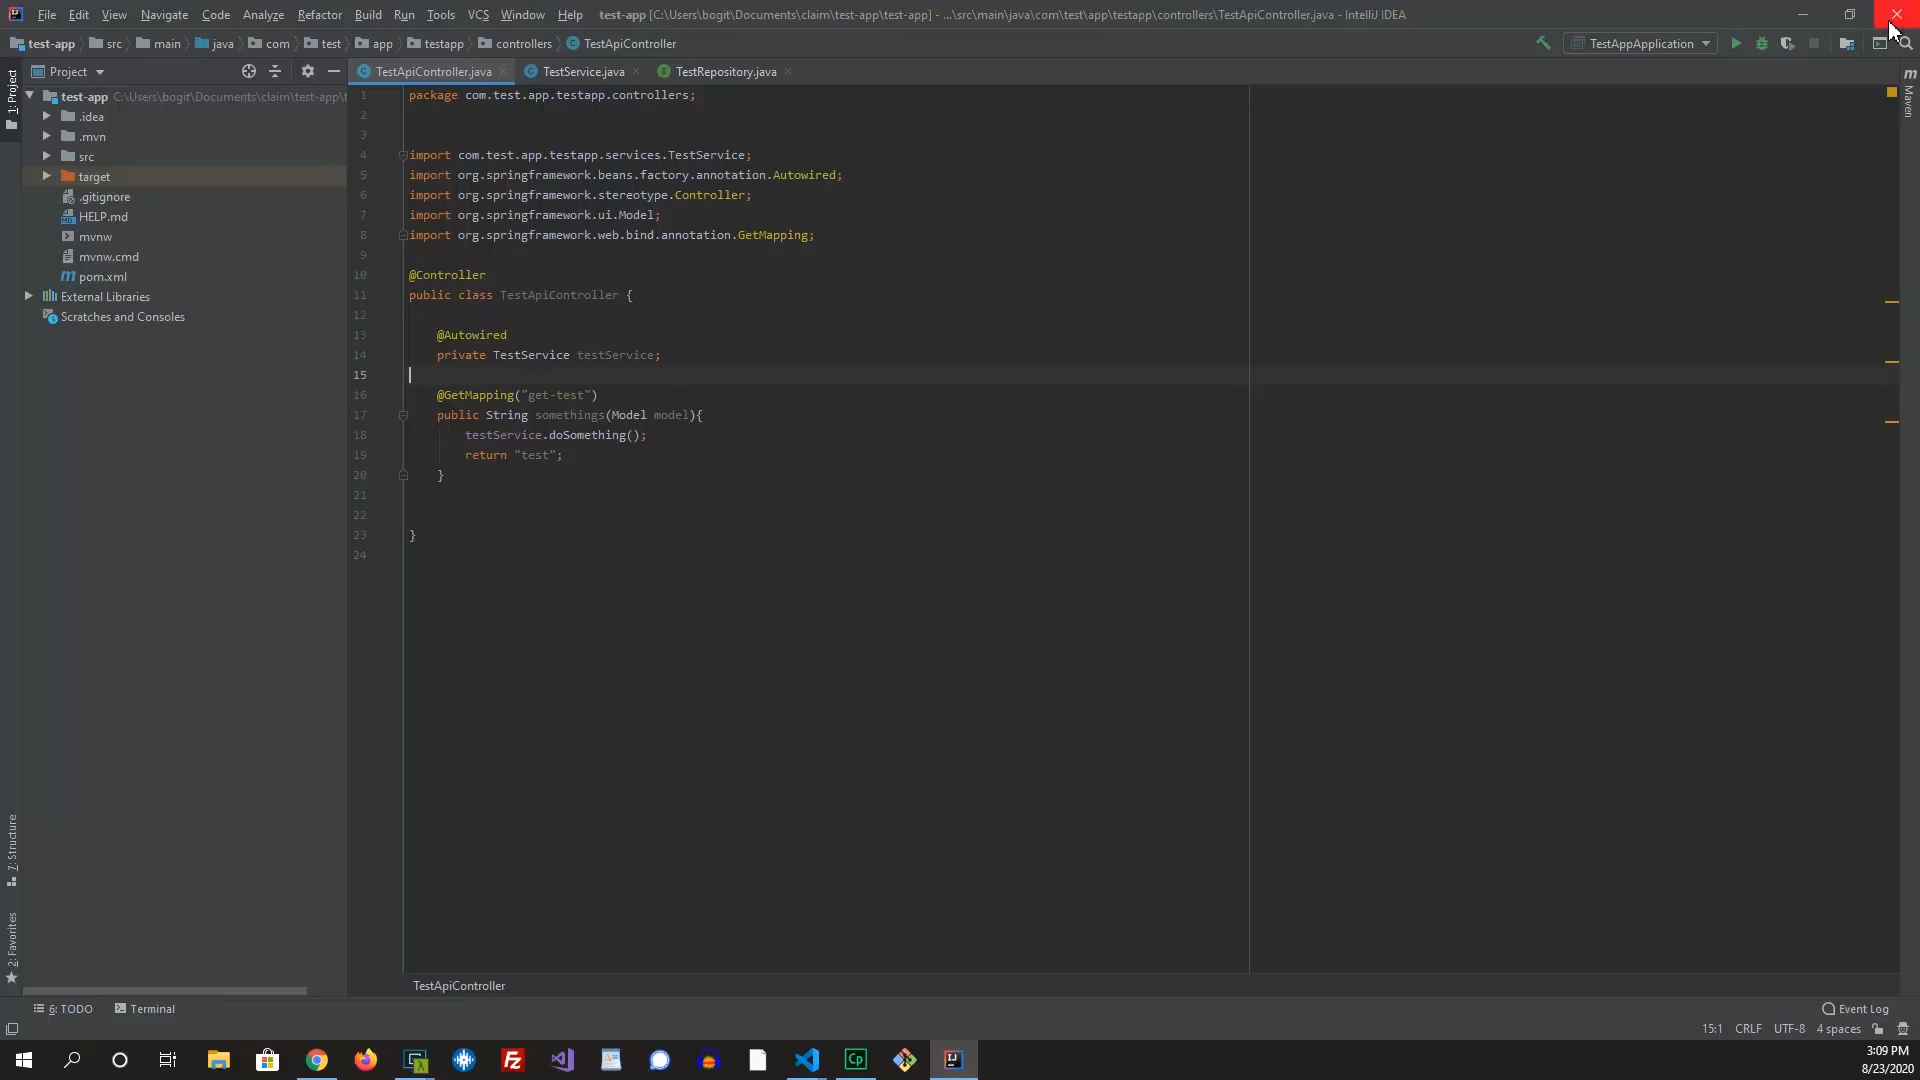 File Edit View Navigate Code Analyze Refactor Build Run Tools VCS Window Help test-app [C:\Users\bogit\Documents\claim\test-app\test-app] - ...\src\main\java\com\test\app\testapp\controllers\TestApiController.java - IntelliJ IDEA
test-app src main java com test app testapp controllers TestApiController TestAppApplication
1: Project
Project
TestApiController.java TestService.java TestRepository.java
Maven
test-app C:\Users\bogit\Documents\claim\test-app\t
.idea
.mvn
src
target
.gitignore
HELP.md
mvnw
mvnw.cmd
pom.xml
External Libraries
Scratches and Consoles
1 package com.test.app.testapp.controllers;
2
3
4 import com.test.app.testapp.services.TestService;
5 import org.springframework.beans.factory.annotation.Autowired;
6 import org.springframework.stereotype.Controller;
7 import org.springframework.ui.Model;
8 import org.springframework.web.bind.annotation.GetMapping;
9
10 @Controller
11 public class TestApiController {
12
13 @Autowired
14 private TestService testService;
15
16 @GetMapping("get-test")
17 public String somethings(Model model){
18 testService.doSomething();
19 return "test";
20 }
21
22
23 }
24
7: Structure
2: Favorites
TestApiController
6: TODO Terminal Event Log
15:1 CRLF UTF-8 4 spaces
Fz Cp
3:09 PM
8/23/2020